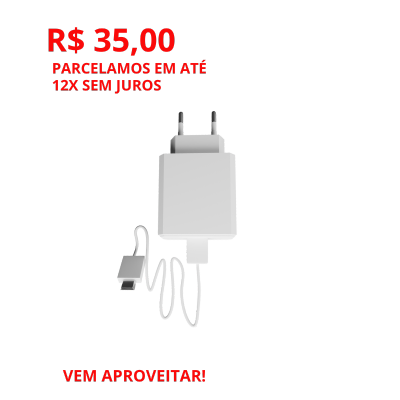 R$ 35,00
PARCELAMOS EM ATÉ
12X SEM JUROS
VEM APROVEITAR!